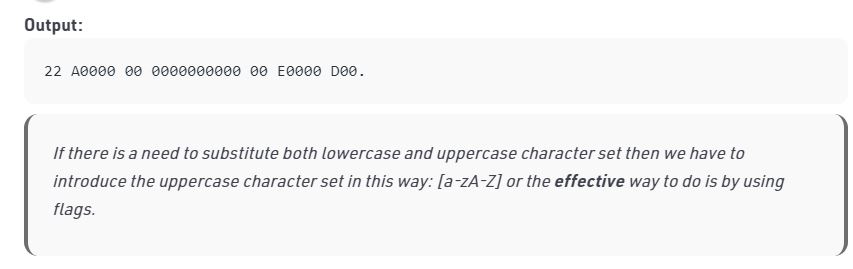 Output:
22 A0000 00 0000000000 00 E0000 D00.
If there is a need to substitute both lowercase and uppercase character set then we have to
introduce the uppercase character set in this way: [a-zA-Z] or the effective way to do is by using
flags.